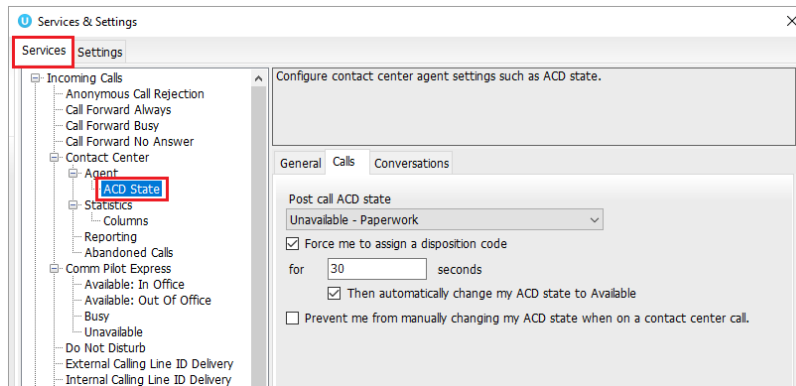 Services & Settings
Services Settings
Incoming Calls
Anonymous Call Rejection
Call Forward Always
Call Forward Busy
Call Forward No Answer
Contact Center
Agent
ACD State
Statistics
Columns
Reporting
Abandoned Calls
Comm Pilot Express
Available: In Office
Available: Out Of Office
Busy
Unavailable
Do Not Disturb
External Calling Line ID Delivery
Internal Calling Line ID Delivery
Configure contact center agent settings such as ACD state.
General Calls Conversations
Post call ACD state
Unavailable - Paperwork
Force me to assign a disposition code
for 30 seconds
Then automatically change my ACD state to Available
Prevent me from manually changing my ACD state when on a contact center call.